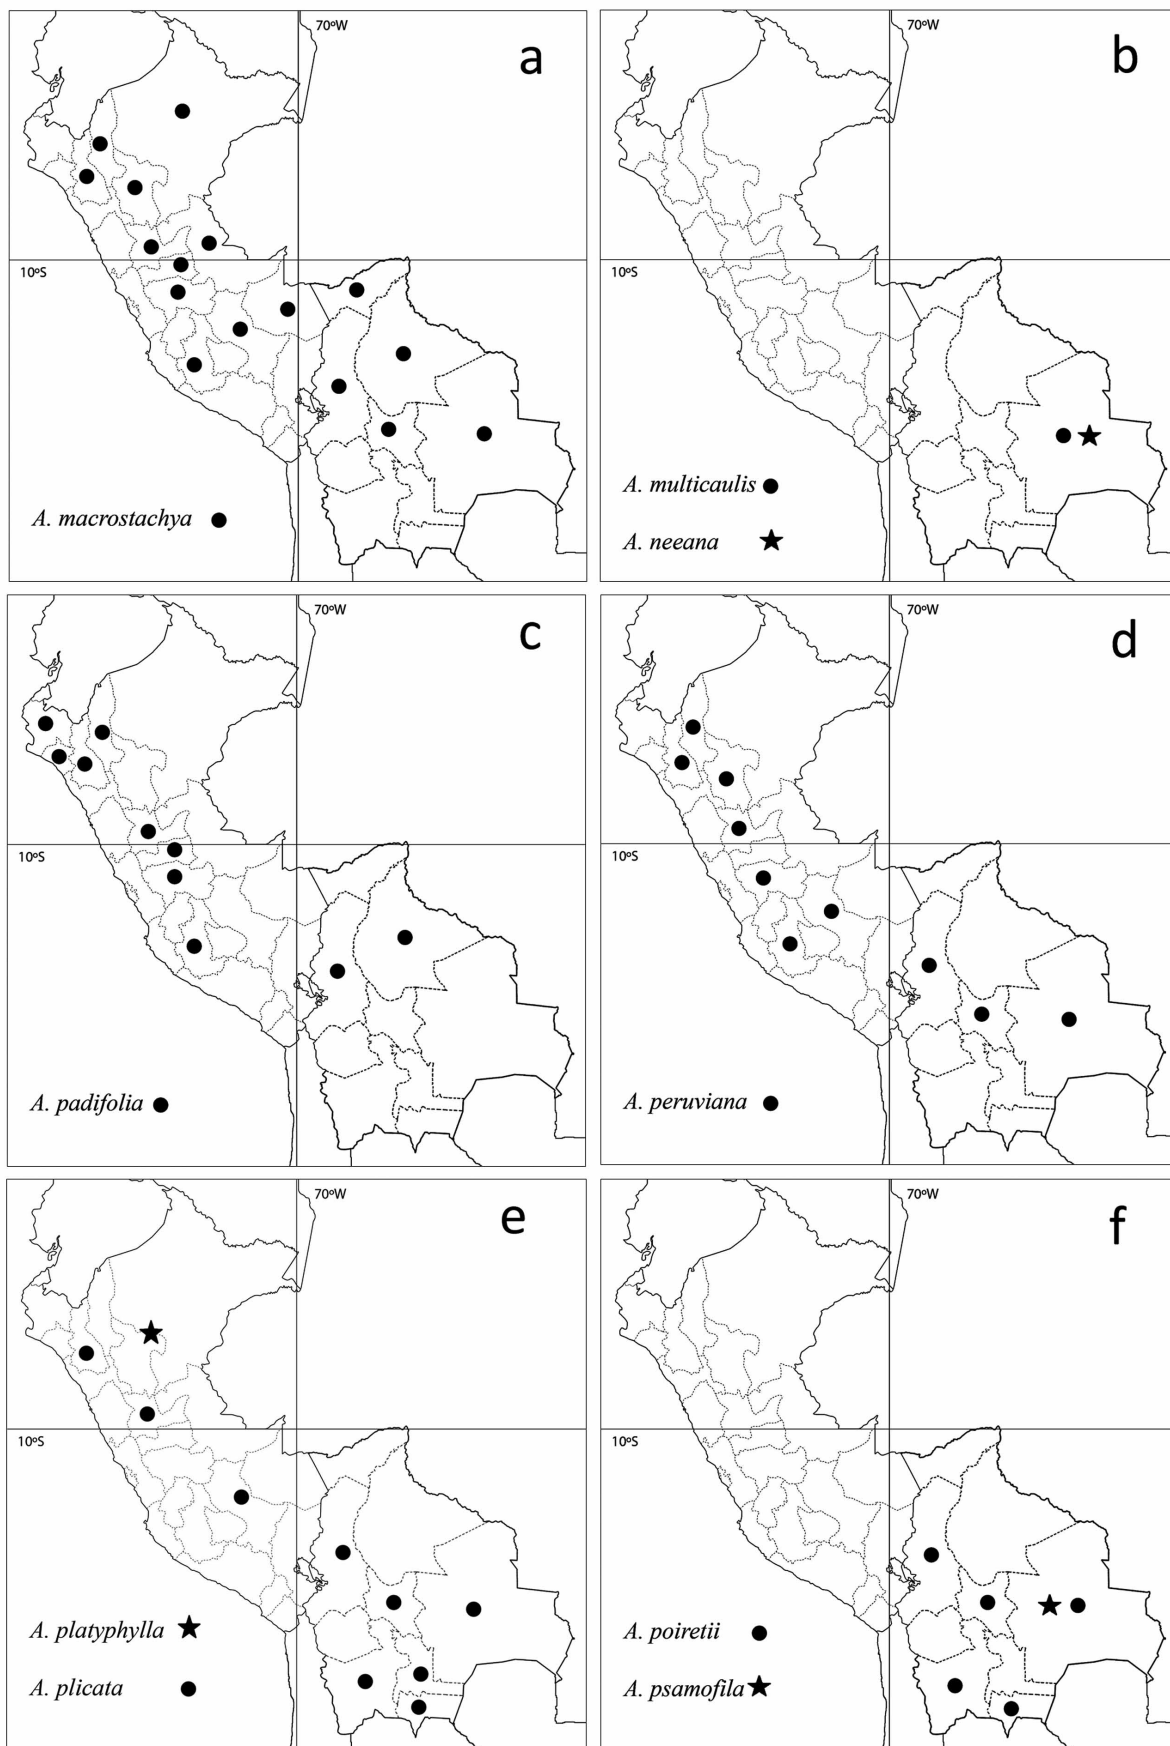 70ºW
a
10ºS
A. macrostachya
70ºW
b
10ºS
A. multicaulis
A. neeana
70ºW
c
10ºS
A. padifolia
70ºW
d
10ºS
A. peruviana
70ºW
e
10ºS
A. platyphylla
A. plicata
70ºW
f
10ºS
A. poiretii
A. psamofila